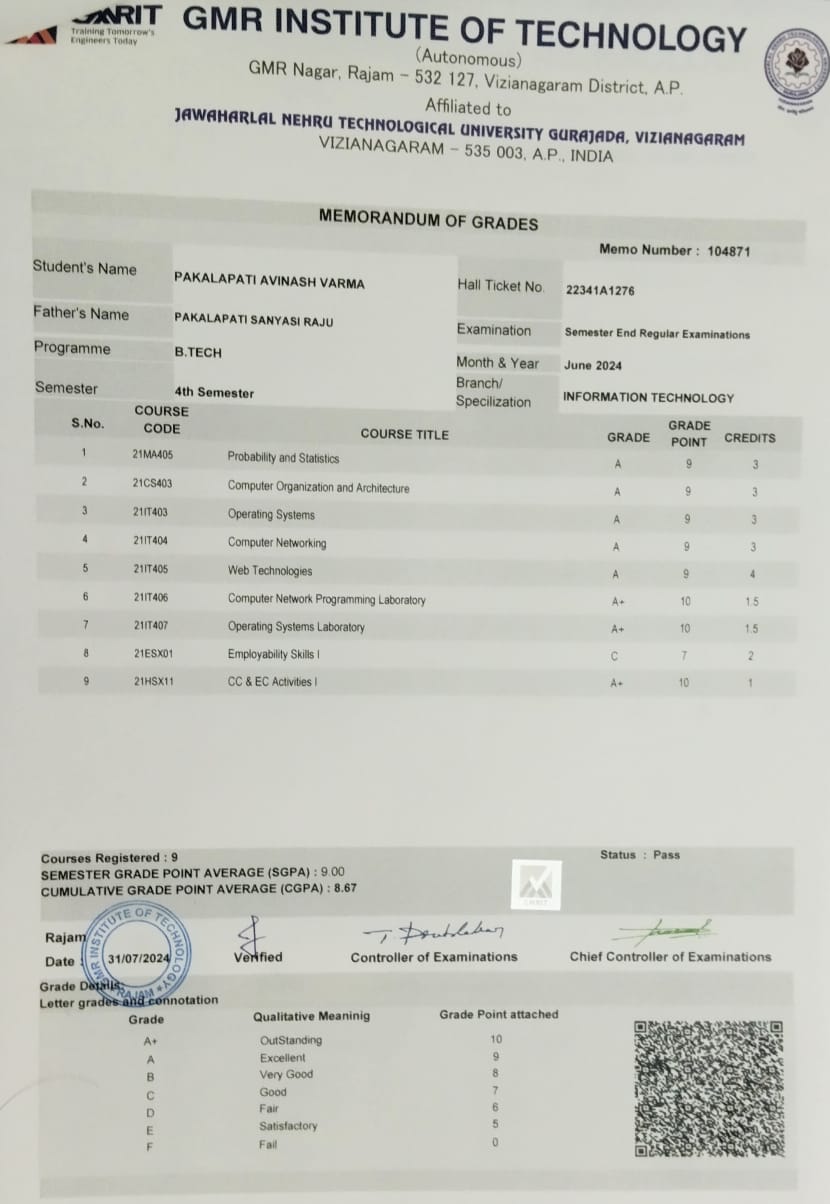 GMRIT GMR INSTITUTE OF TECHNOLOGY
Training Tomorrow's
Engineers Today
(Autonomous)
GMR Nagar, Rajam – 532 127, Vizianagaram District, A.P.
Affiliated to
JAWAHARLAL NEHRU TECHNOLOGICAL UNIVERSITY GURAJADA, VIZIANAGARAM
VIZIANAGARAM – 535 003, A.P., INDIA
MEMORANDUM OF GRADES
Memo Number : 104871
Student's Name PAKALAPATI AVINASH VARMA Hall Ticket No. 22341A1276
Father's Name PAKALAPATI SANYASI RAJU Examination Semester End Regular Examinations
Programme B.TECH Month & Year June 2024
Semester 4th Semester Branch/ Specilization INFORMATION TECHNOLOGY
S.No. COURSE CODE COURSE TITLE GRADE GRADE POINT CREDITS
1 21MA405 Probability and Statistics A 9 3
2 21CS403 Computer Organization and Architecture A 9 3
3 21IT403 Operating Systems A 9 3
4 21IT404 Computer Networking A 9 3
5 21IT405 Web Technologies A 9 4
6 21IT406 Computer Network Programming Laboratory A+ 10 1.5
7 21IT407 Operating Systems Laboratory A+ 10 1.5
8 21ESX01 Employability Skills I C 7 2
9 21HSX11 CC & EC Activities I A+ 10 1
Courses Registered : 9 Status : Pass
SEMESTER GRADE POINT AVERAGE (SGPA) : 9.00
CUMULATIVE GRADE POINT AVERAGE (CGPA) : 8.67
GMRIT
GMR INSTITUTE OF TECHNOLOGY * RAJAM *
Rajam
Date : 31/07/2024 Verified Controller of Examinations Chief Controller of Examinations
Grade Details:
Letter grades and connotation
Grade Qualitative Meaninig Grade Point attached
A+ OutStanding 10
A Excellent 9
B Very Good 8
C Good 7
D Fair 6
E Satisfactory 5
F Fail 0